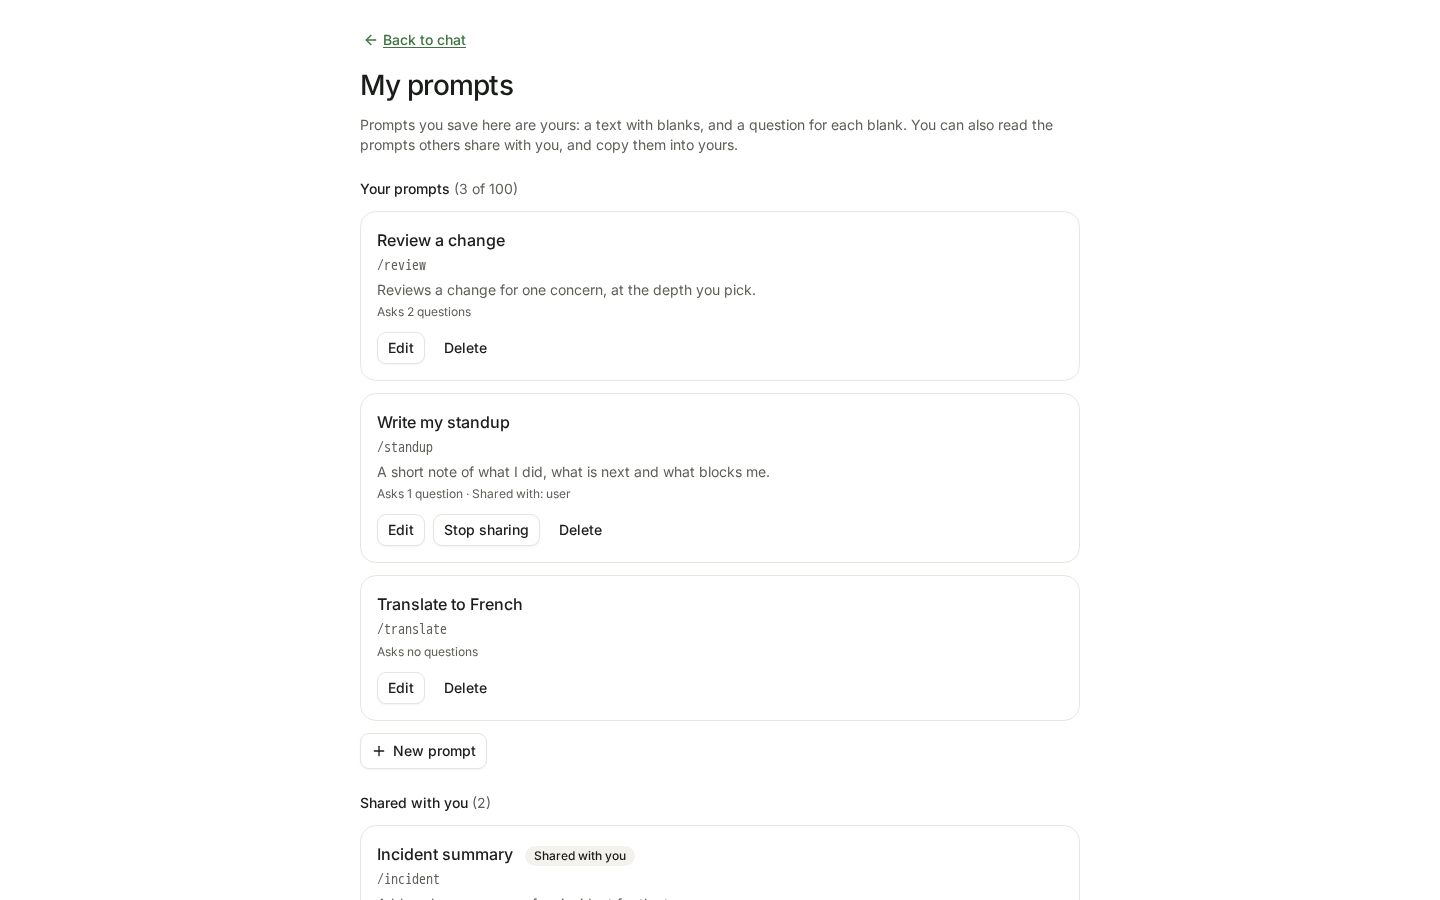 Back to chat
My prompts
Prompts you save here are yours: a text with blanks, and a question for each blank. You can also read the
prompts others share with you, and copy them into yours.
Your prompts (3 of 100)
Review a change
/review
Reviews a change for one concern, at the depth you pick.
Asks 2 questions
Edit Delete
Write my standup
/standup
A short note of what I did, what is next and what blocks me.
Asks 1 question · Shared with: user
Edit Stop sharing Delete
Translate to French
/translate
Asks no questions
Edit Delete
New prompt
Shared with you (2)
Incident summary Shared with you
/incident